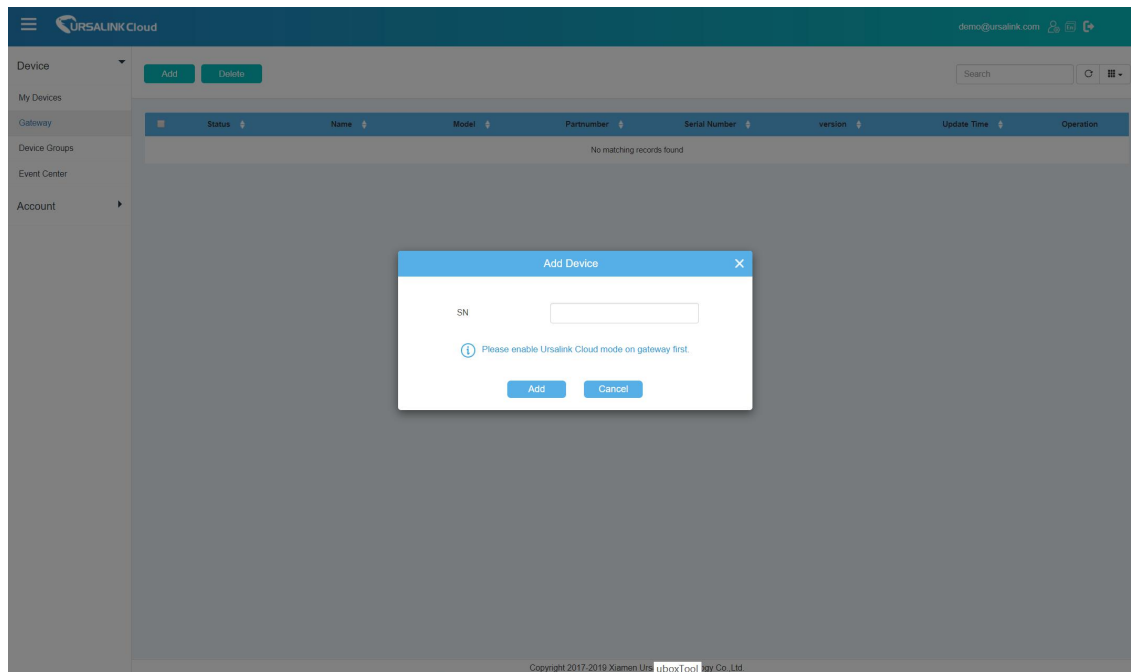 URSALINK Cloud
demo@ursalink.com
Device
Add Delete
Search
My Devices
Gateway
Status Name Model Partnumber Serial Number version Update Time Operation
Device Groups
No matching records found
Event Center
Account
Add Device
SN
Please enable Ursalink Cloud mode on gateway first.
Add Cancel
Copyright 2017-2019 Xiamen Urs uboxTool ogy Co.,Ltd.